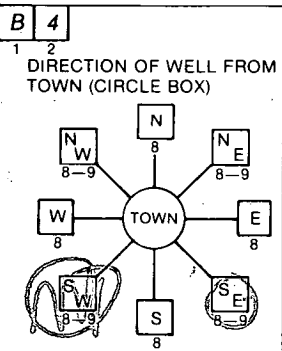 B 4
1 2
DIRECTION OF WELL FROM
TOWN (CIRCLE BOX)
N
8
N W
8-9
N E
8-9
W
8
TOWN
E
8
S W
8-9
S
8
S E
8-9